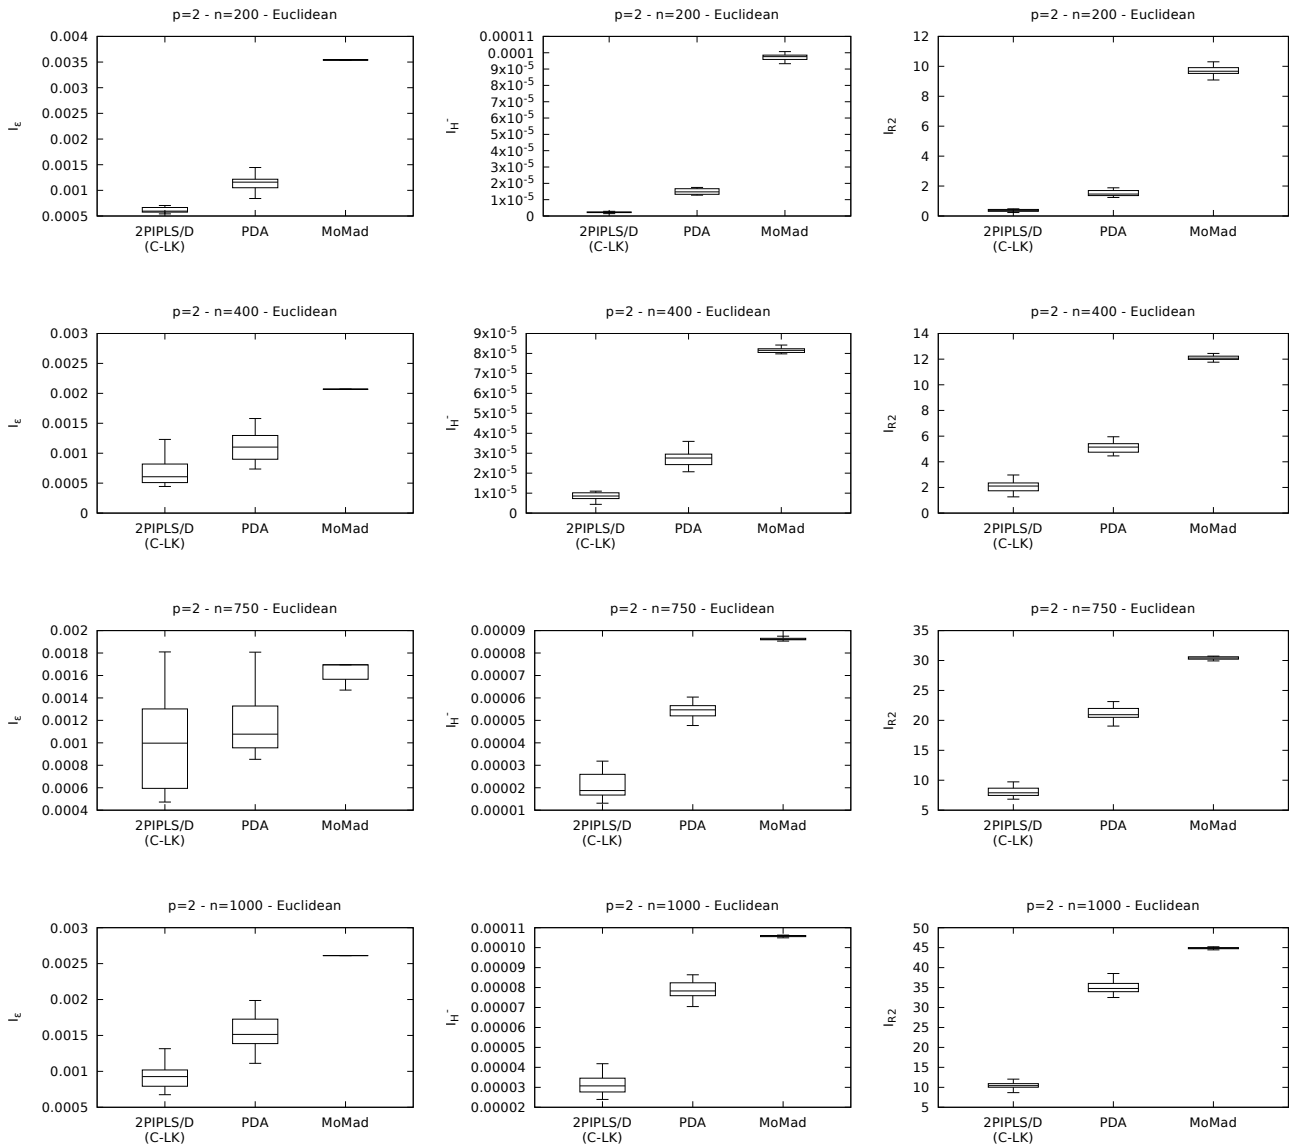 p=2 - n=200 - Euclidean
0.004
0.0035
0.003
0.0025
0.002
0.0015
0.001
0.0005
Iε
2PIPLS/D
(C-LK)
PDA
MoMad
p=2 - n=200 - Euclidean
0.00011
0.0001
9x10⁻⁵
8x10⁻⁵
7x10⁻⁵
6x10⁻⁵
5x10⁻⁵
4x10⁻⁵
3x10⁻⁵
2x10⁻⁵
1x10⁻⁵
0
I_H⁻
2PIPLS/D
(C-LK)
PDA
MoMad
p=2 - n=200 - Euclidean
12
10
8
6
4
2
0
I_R2
2PIPLS/D
(C-LK)
PDA
MoMad
p=2 - n=400 - Euclidean
0.003
0.0025
0.002
0.0015
0.001
0.0005
0
Iε
2PIPLS/D
(C-LK)
PDA
MoMad
p=2 - n=400 - Euclidean
9x10⁻⁵
8x10⁻⁵
7x10⁻⁵
6x10⁻⁵
5x10⁻⁵
4x10⁻⁵
3x10⁻⁵
2x10⁻⁵
1x10⁻⁵
0
I_H⁻
2PIPLS/D
(C-LK)
PDA
MoMad
p=2 - n=400 - Euclidean
14
12
10
8
6
4
2
0
I_R2
2PIPLS/D
(C-LK)
PDA
MoMad
p=2 - n=750 - Euclidean
0.002
0.0018
0.0016
0.0014
0.0012
0.001
0.0008
0.0006
0.0004
Iε
2PIPLS/D
(C-LK)
PDA
MoMad
p=2 - n=750 - Euclidean
0.00009
0.00008
0.00007
0.00006
0.00005
0.00004
0.00003
0.00002
0.00001
I_H⁻
2PIPLS/D
(C-LK)
PDA
MoMad
p=2 - n=750 - Euclidean
35
30
25
20
15
10
5
I_R2
2PIPLS/D
(C-LK)
PDA
MoMad
p=2 - n=1000 - Euclidean
0.003
0.0025
0.002
0.0015
0.001
0.0005
Iε
2PIPLS/D
(C-LK)
PDA
MoMad
p=2 - n=1000 - Euclidean
0.00011
0.00010
0.00009
0.00008
0.00007
0.00006
0.00005
0.00004
0.00003
0.00002
I_H⁻
2PIPLS/D
(C-LK)
PDA
MoMad
p=2 - n=1000 - Euclidean
50
45
40
35
30
25
20
15
10
5
I_R2
2PIPLS/D
(C-LK)
PDA
MoMad